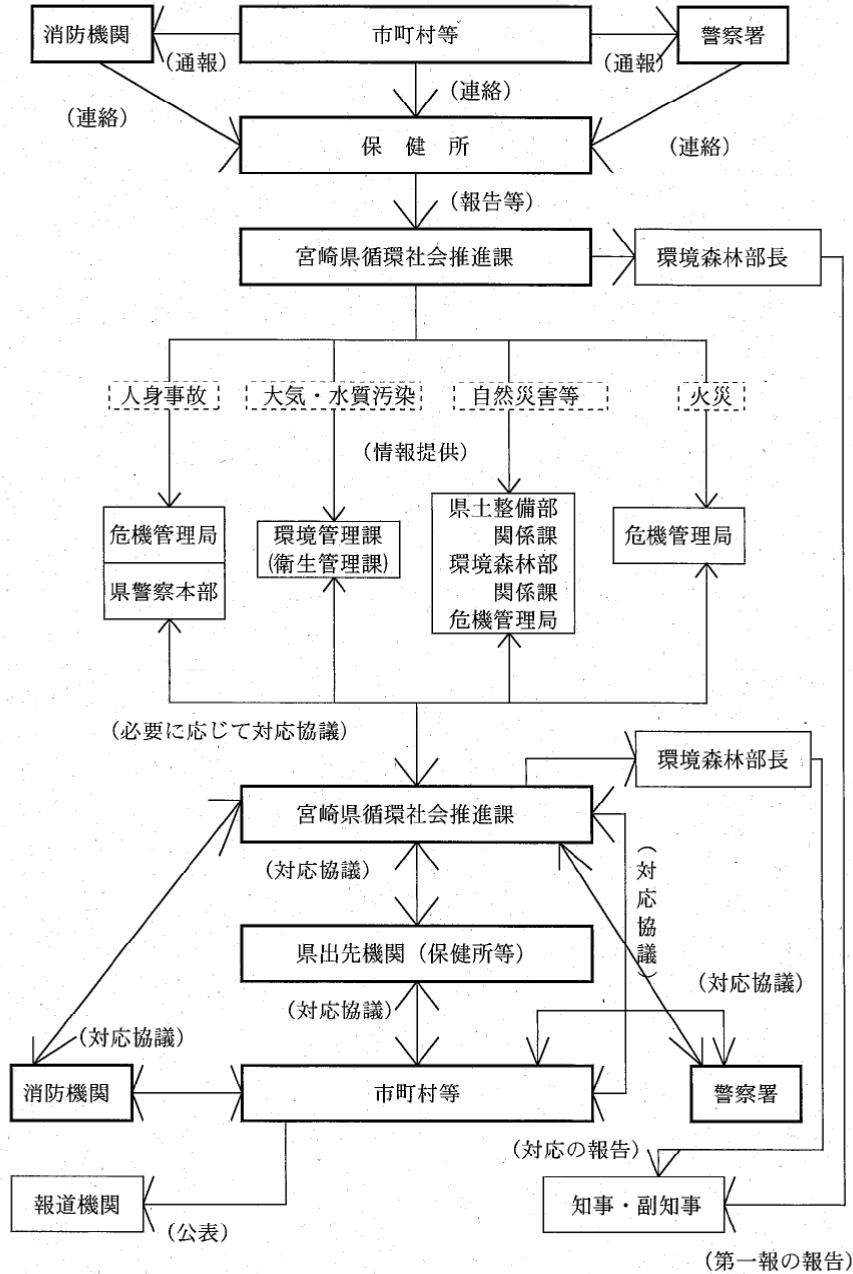 消防機関
市町村等
警察署
(通報)
(通報)
(連絡)
(連絡)
(連絡)
保 健 所
(報告等)
宮崎県循環社会推進課
環境森林部長
人身事故
大気・水質汚染
自然災害等
火災
(情報提供)
危機管理局
県警察本部
環境管理課
(衛生管理課)
県土整備部
関係課
環境森林部
関係課
危機管理局
危機管理局
(必要に応じて対応協議)
環境森林部長
宮崎県循環社会推進課
(対応協議)
(対応協議)
県出先機関(保健所等)
(対応協議)
(対応協議)
(対応協議)
消防機関
市町村等
警察署
(対応の報告)
報道機関
(公表)
知事・副知事
(第一報の報告)